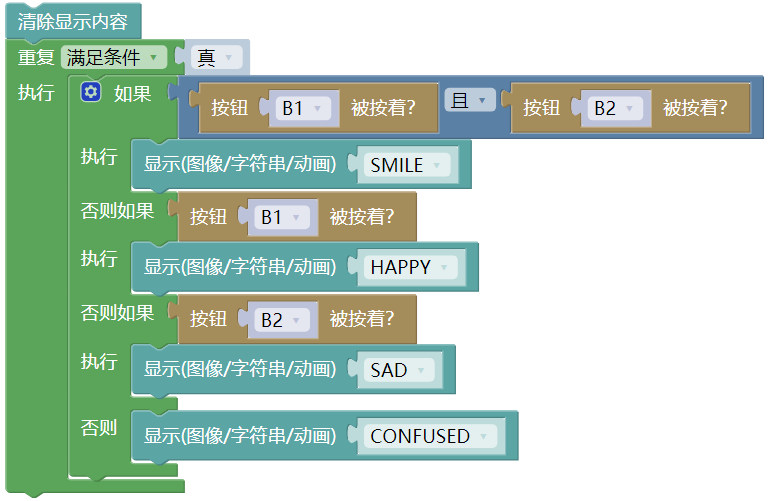 清除显示内容
重复 满足条件 真
执行 如果 按钮 B1 被按着? 且 按钮 B2 被按着?
执行 显示(图像/字符串/动画) SMILE
否则如果 按钮 B1 被按着?
执行 显示(图像/字符串/动画) HAPPY
否则如果 按钮 B2 被按着?
执行 显示(图像/字符串/动画) SAD
否则 显示(图像/字符串/动画) CONFUSED